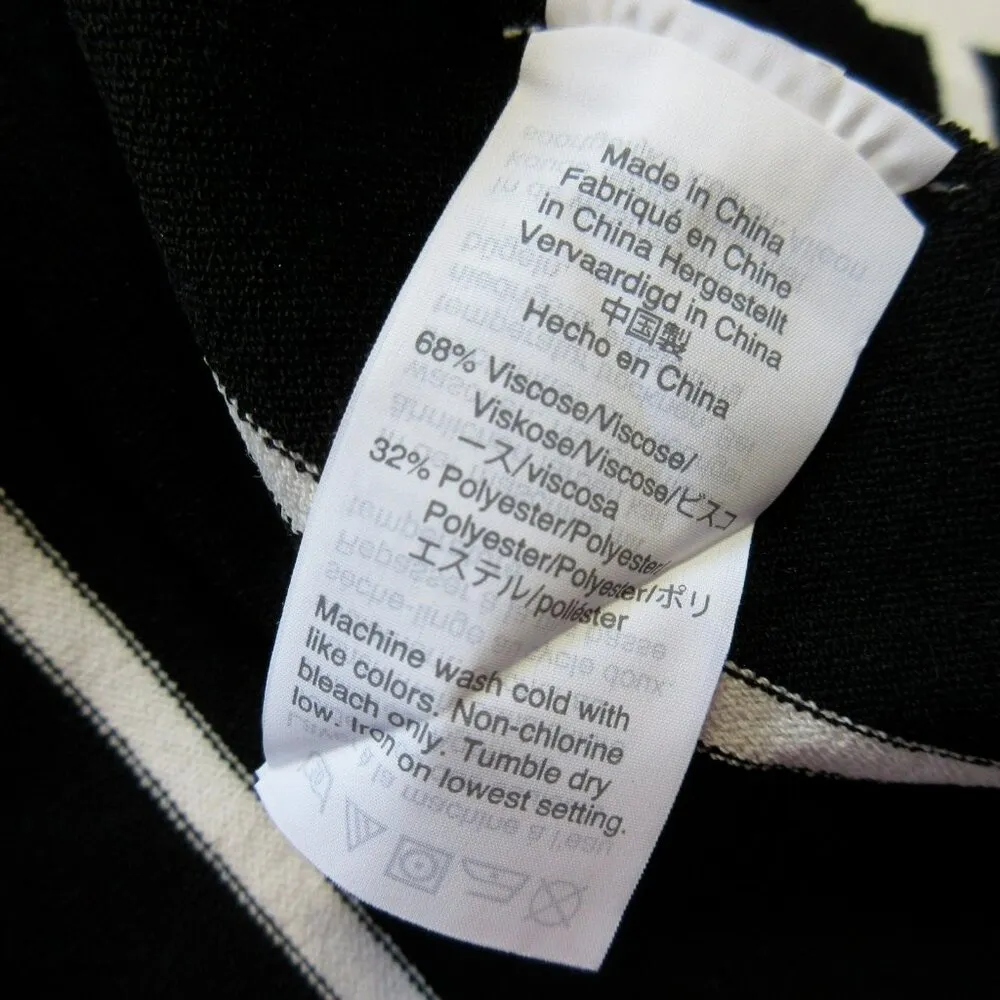 Made in China
Fabriqué en Chine
in China Hergestellt
Vervaardigd in China
中国製
Hecho en China
68% Viscose/Viscose/
Viskose/Viscose/ビスコ
ース/viscosa
32% Polyester/Polyester/
Polyester/Polyester/ポリ
エステル/poliéster
Machine wash cold with
like colors. Non-chlorine
bleach only. Tumble dry
low. Iron on lowest setting.